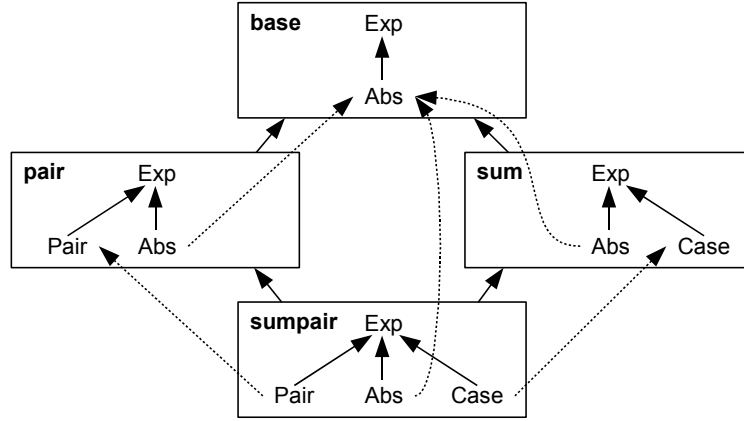 base Exp
Abs
pair Exp
Pair Abs
sum Exp
Abs Case
sumpair Exp
Pair Abs Case